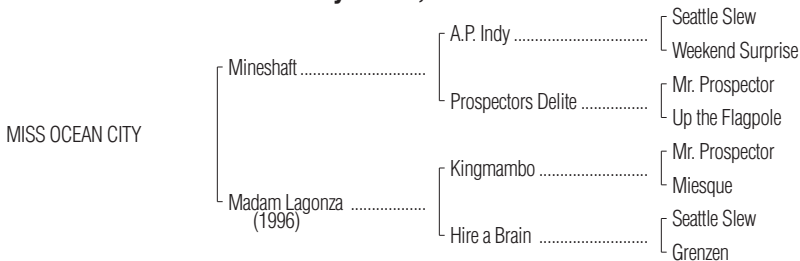 Seattle Slew
A.P. Indy ................................
Weekend Surprise
Mineshaft ..............................
Mr. Prospector
Prospectors Delite ................
Up the Flagpole
MISS OCEAN CITY
Mr. Prospector
Kingmambo ..........................
Miesque
Madam Lagonza ..................
(1996)
Seattle Slew
Hire a Brain ..........................
Grenzen